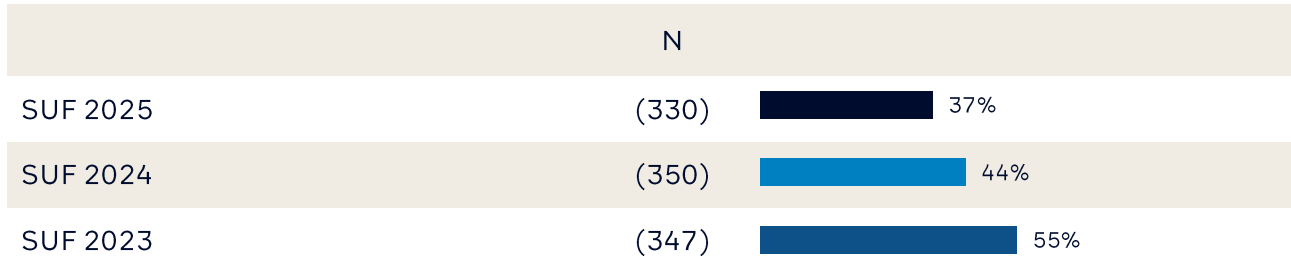 N
SUF 2025 (330) 37%
SUF 2024 (350) 44%
SUF 2023 (347) 55%